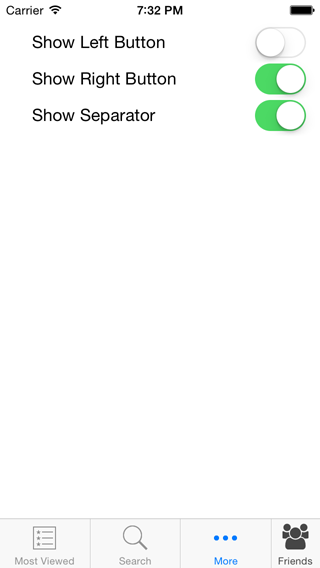 Carrier 7:32 PM
Show Left Button
Show Right Button
Show Separator
Most Viewed Search More Friends